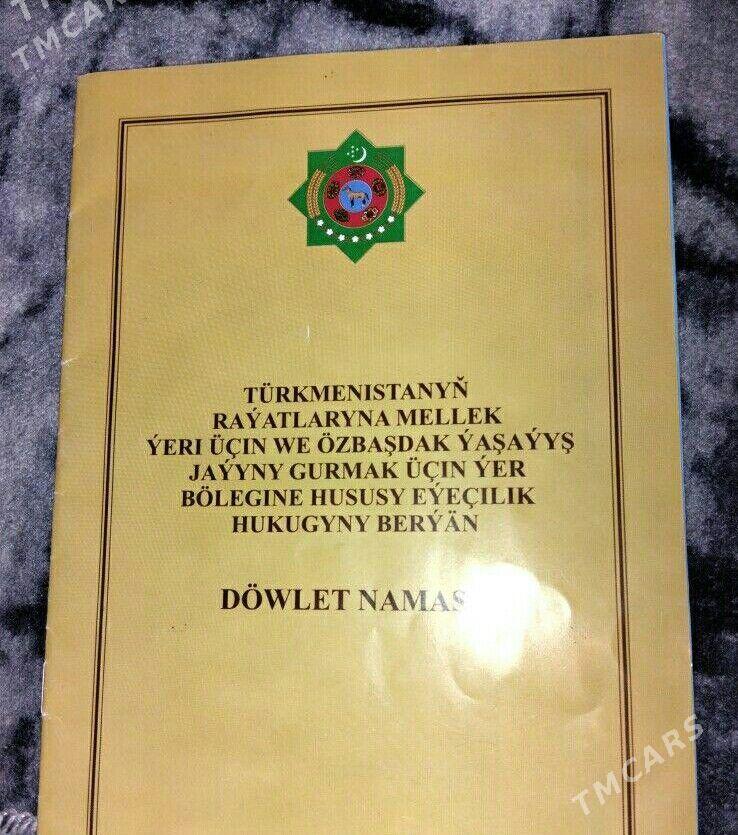 TMCARS
TÜRKMENISTANYŇ
RAÝATLARYNA MELLEK
ÝERI ÜÇIN WE ÖZBAŞDAK ÝAŞAÝYŞ
JAÝYNY GURMAK ÜÇIN ÝER
BÖLEGINE HUSUSY EÝEÇILIK
HUKUGYNY BERÝÄN
DÖWLET
TMCARS